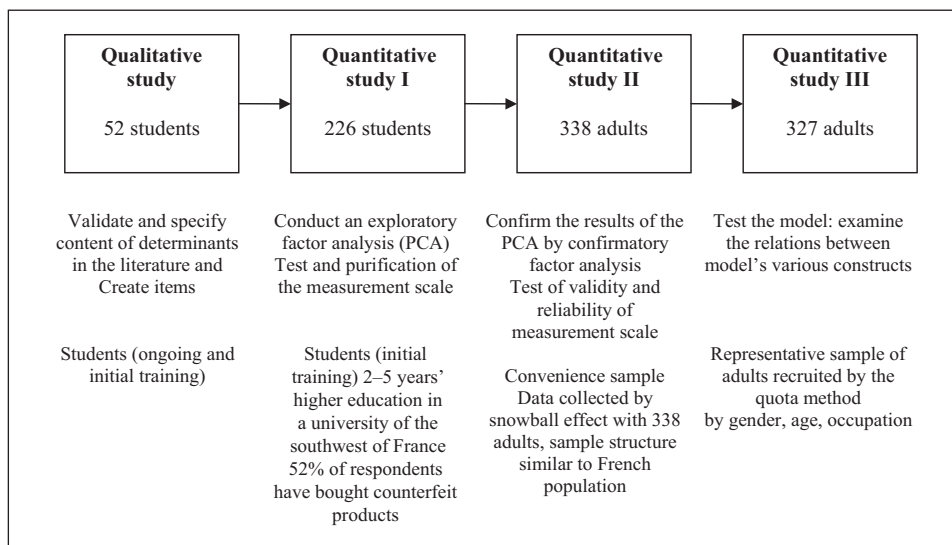 Qualitative
study
52 students
Quantitative
study I
226 students
Quantitative
study II
338 adults
Quantitative
study III
327 adults
Validate and specify
content of determinants
in the literature and
Create items
Conduct an exploratory
factor analysis (PCA)
Test and purification of
the measurement scale
Confirm the results of the
PCA by confirmatory
factor analysis
Test of validity and
reliability of
measurement scale
Test the model: examine
the relations between
model’s various constructs
Students (ongoing and
initial training)
Students (initial
training) 2–5 years’
higher education in
a university of the
southwest of France
52% of respondents
have bought counterfeit
products
Convenience sample
Data collected by
snowball effect with 338
adults, sample structure
similar to French
population
Representative sample of
adults recruited by the
quota method
by gender, age, occupation